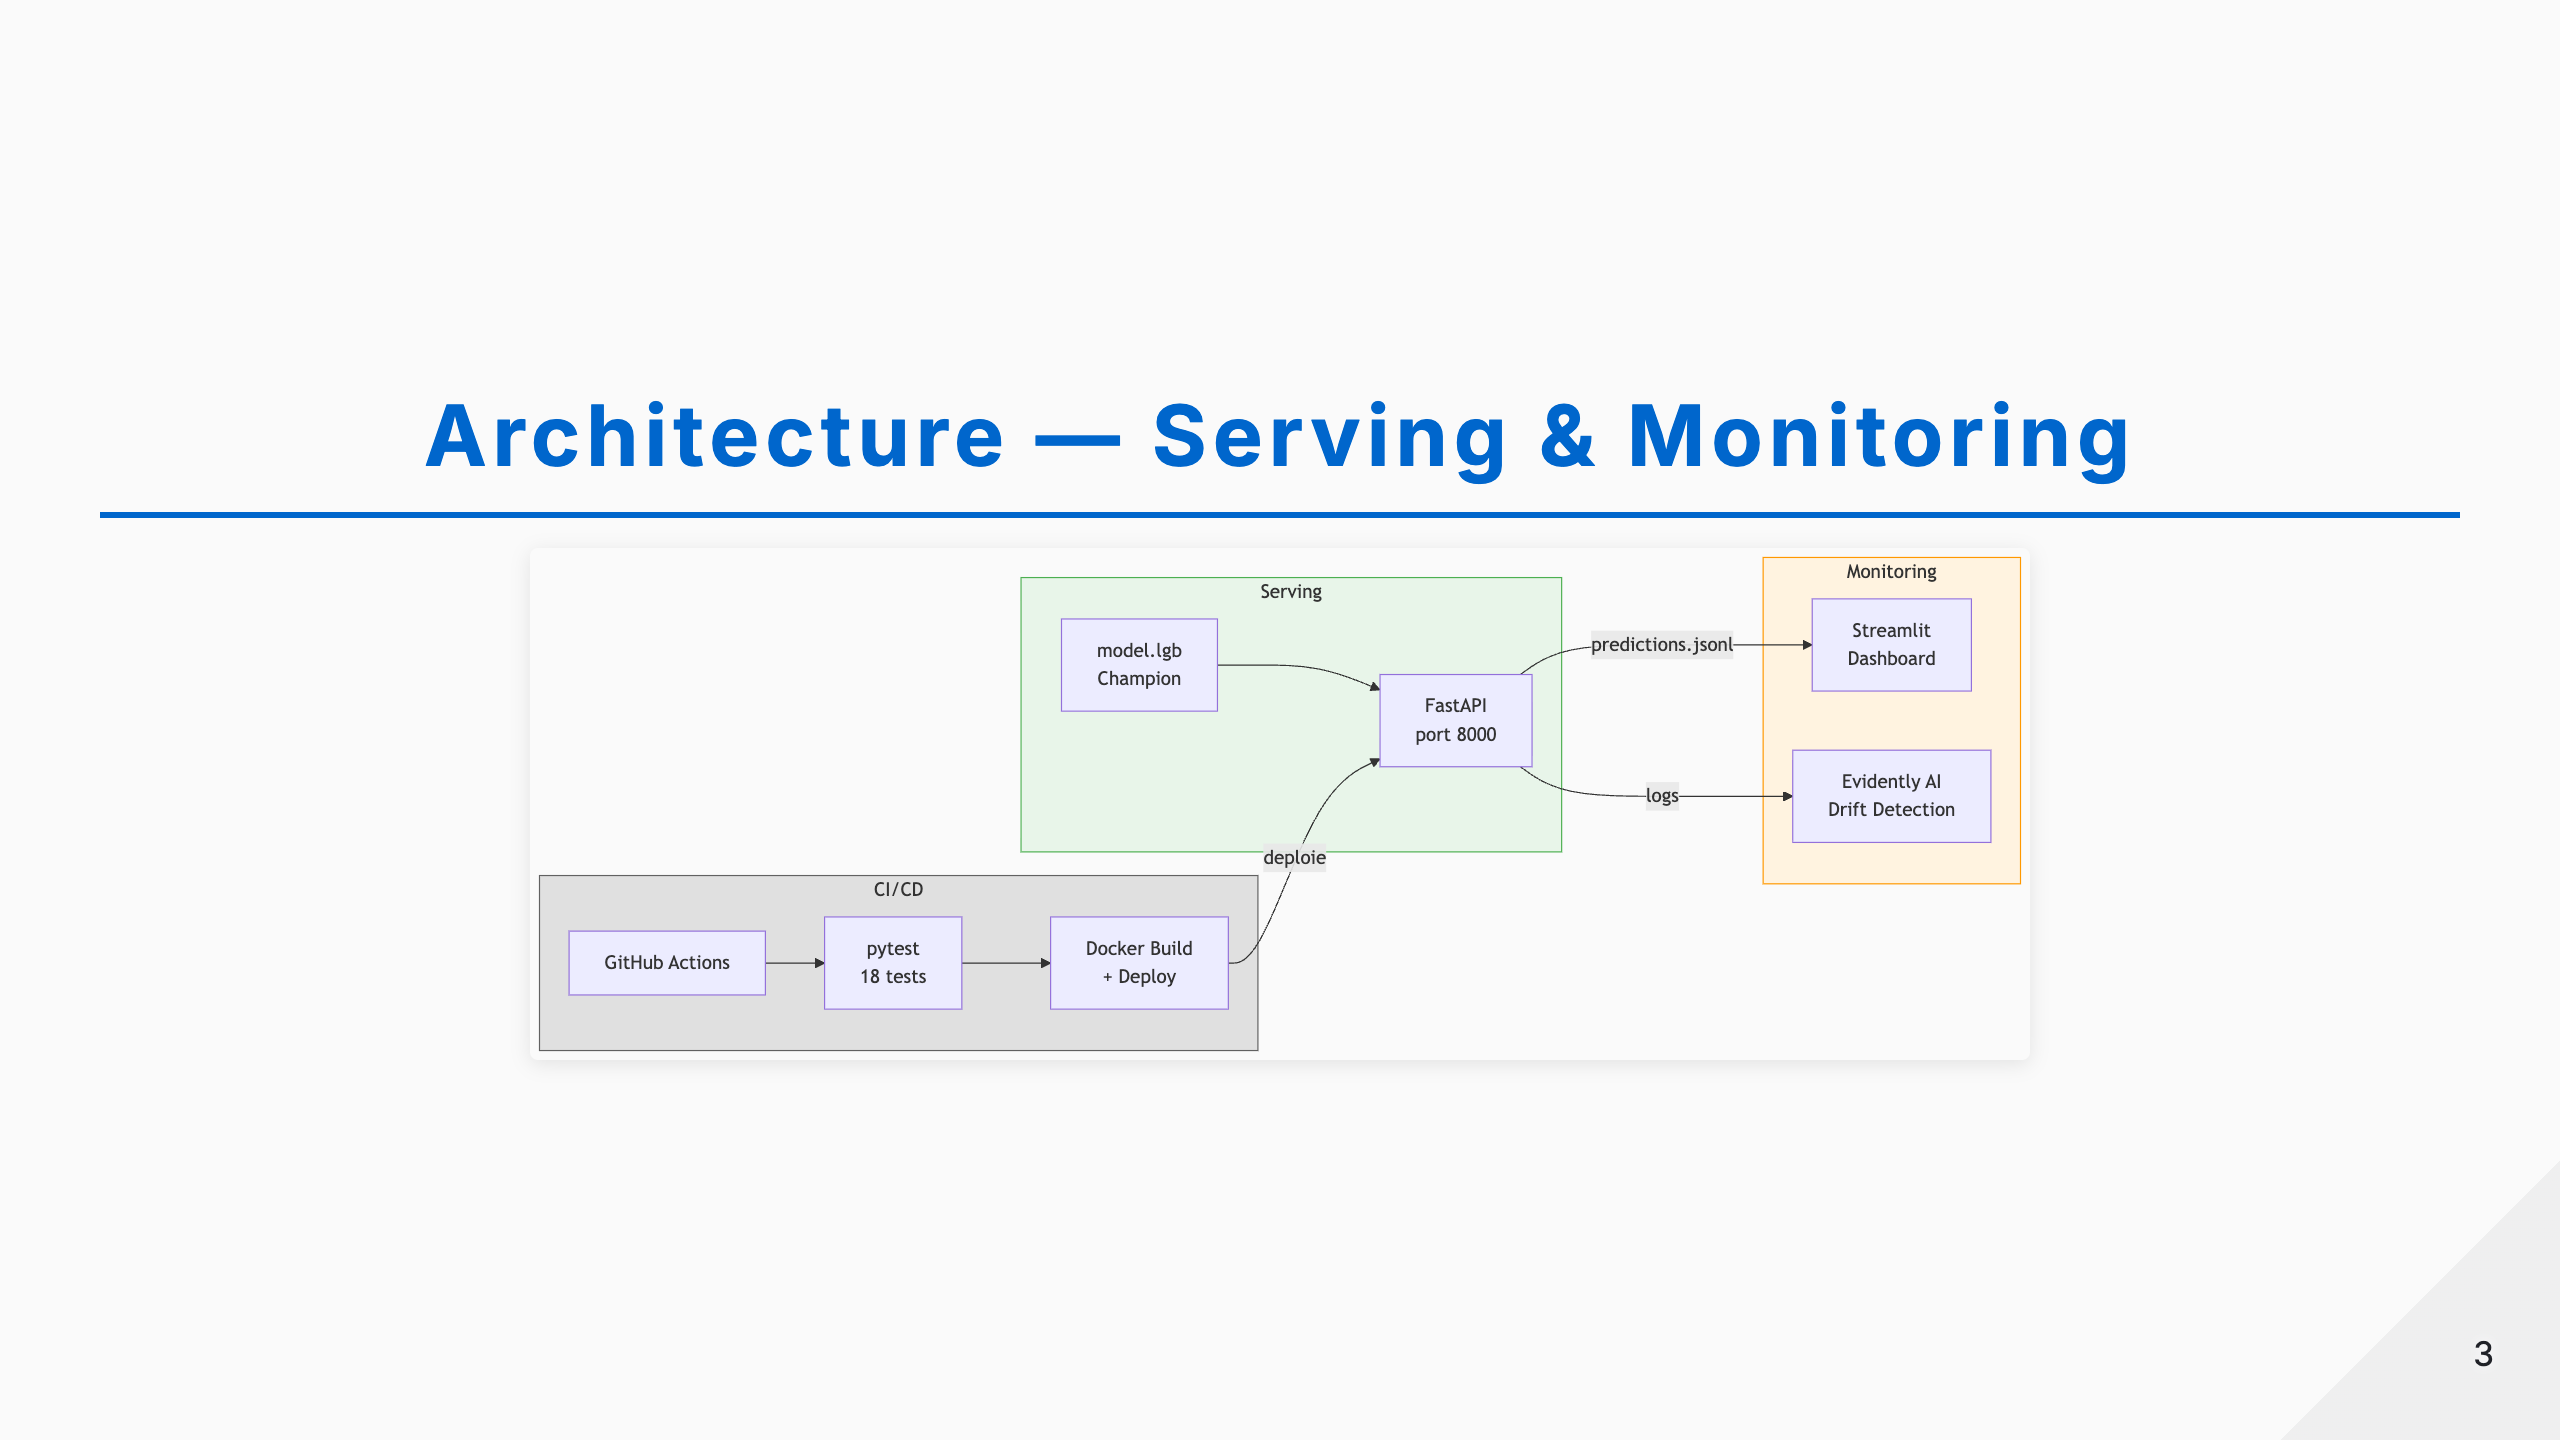 Architecture — Serving & Monitoring
Serving
model.lgb
Champion
FastAPI
port 8000
predictions.jsonl
logs
Monitoring
Streamlit
Dashboard
Evidently AI
Drift Detection
deploie
CI/CD
GitHub Actions
pytest
18 tests
Docker Build
+ Deploy
3